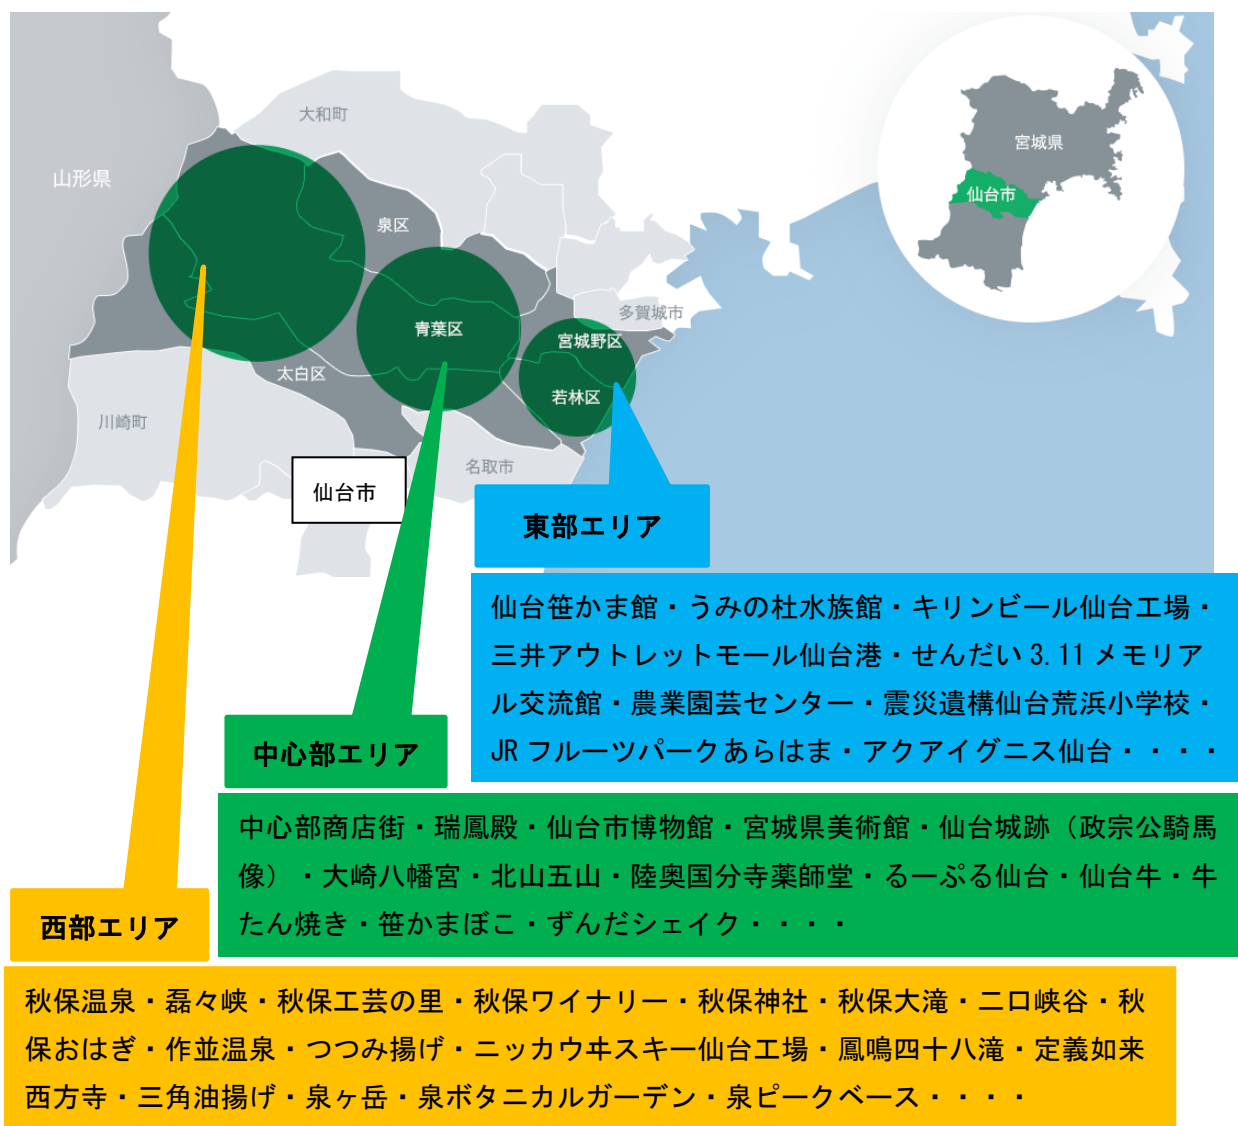 大和町
山形県
宮城県
仙台市
泉区
多賀城市
青葉区
宮城野区
太白区
若林区
川崎町
名取市
仙台市
東部エリア
仙台笹かま館・うみの杜水族館・キリンビール仙台工場・
三井アウトレットモール仙台港・せんだい3.11メモリア
ル交流館・農業園芸センター・震災遺構仙台荒浜小学校・
JRフルーツパークあらはま・アクアイグニス仙台・・・・
中心部エリア
中心部商店街・瑞鳳殿・仙台市博物館・宮城県美術館・仙台城跡（政宗公騎馬
像）・大崎八幡宮・北山五山・陸奥国分寺薬師堂・るーぷる仙台・仙台牛・牛
たん焼き・笹かまぼこ・ずんだシェイク・・・・
西部エリア
秋保温泉・磊々峡・秋保工芸の里・秋保ワイナリー・秋保神社・秋保大滝・二口峡谷・秋
保おはぎ・作並温泉・つつみ揚げ・ニッカウヰスキー仙台工場・鳳鳴四十八滝・定義如来
西方寺・三角油揚げ・泉ヶ岳・泉ボタニカルガーデン・泉ピークベース・・・・